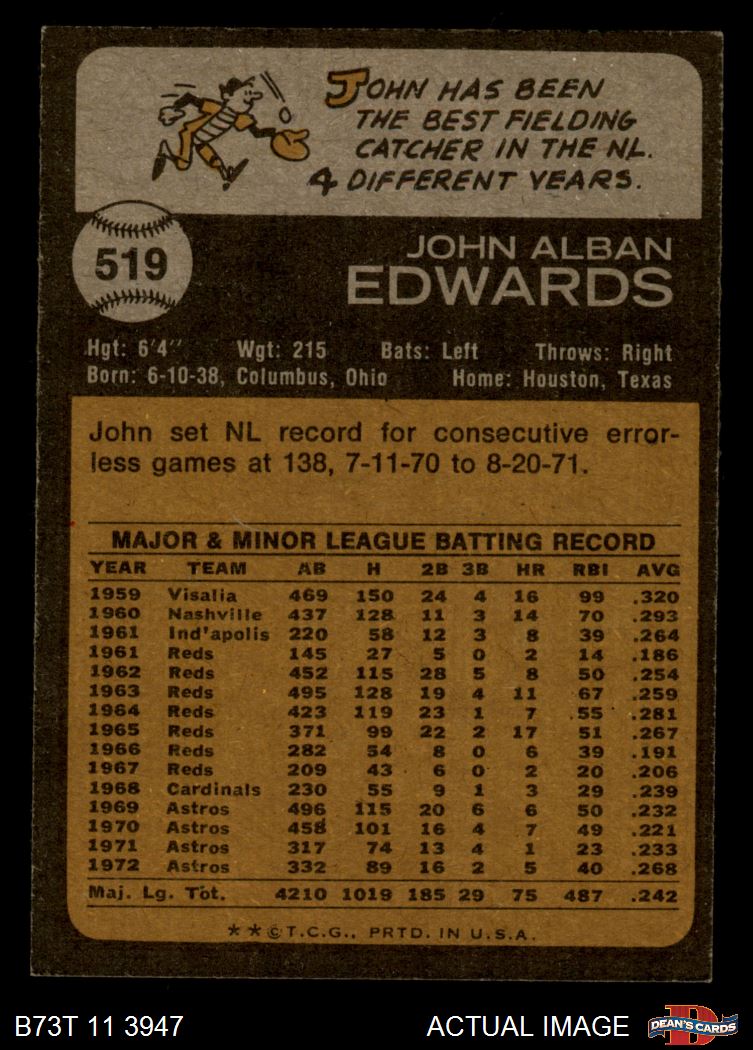 JOHN HAS BEEN
THE BEST FIELDING
CATCHER IN THE NL.
4 DIFFERENT YEARS.
519
JOHN ALBAN
EDWARDS
Hgt: 6'4" Wgt: 215 Bats: Left Throws: Right
Born: 6-10-38, Columbus, Ohio Home: Houston, Texas
John set NL record for consecutive error-
less games at 138, 7-11-70 to 8-20-71.
MAJOR & MINOR LEAGUE BATTING RECORD
YEAR TEAM AB H 2B 3B HR RBI AVG
1959 Visalia 469 150 24 4 16 99 .320
1960 Nashville 437 128 11 3 14 70 .293
1961 Ind'apolis 220 58 12 3 8 39 .264
1961 Reds 145 27 5 0 2 14 .186
1962 Reds 452 115 28 5 8 50 .254
1963 Reds 495 128 19 4 11 67 .259
1964 Reds 423 119 23 1 7 55 .281
1965 Reds 371 99 22 2 17 51 .267
1966 Reds 282 54 8 0 6 39 .191
1967 Reds 209 43 6 0 2 20 .206
1968 Cardinals 230 55 9 1 3 29 .239
1969 Astros 496 115 20 6 6 50 .232
1970 Astros 458 101 16 4 7 49 .221
1971 Astros 317 74 13 4 1 23 .233
1972 Astros 332 89 16 2 5 40 .268
Maj. Lg. Tot. 4210 1019 185 29 75 487 .242
**©T.C.G., PRTD. IN U.S.A.
B73T 11 3947 ACTUAL IMAGE D DEAN'S CARDS